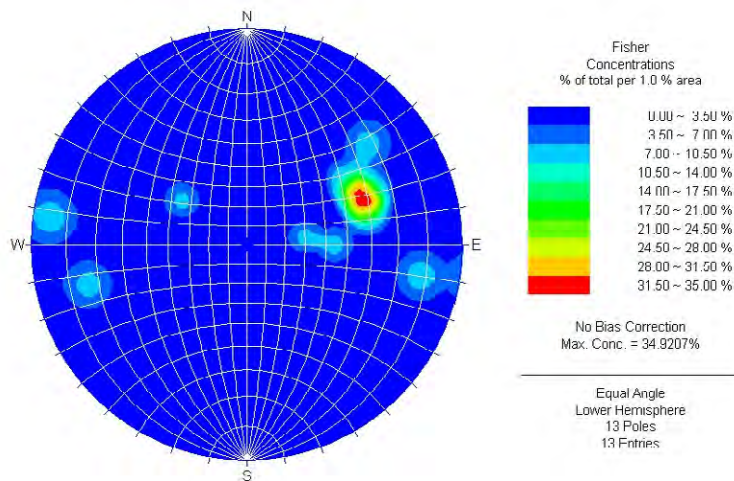 N
W
E
S
Fisher
Concentrations
% of total per 1.0 % area
0.00 ~ 3.50 %
3.50 ~ 7.00 %
7.00 ~ 10.50 %
10.50 ~ 14.00 %
14.00 ~ 17.50 %
17.50 ~ 21.00 %
21.00 ~ 24.50 %
24.50 ~ 28.00 %
28.00 ~ 31.50 %
31.50 ~ 35.00 %
No Bias Correction
Max. Conc. = 34.9207%
Equal Angle
Lower Hemisphere
13 Poles
13 Entries